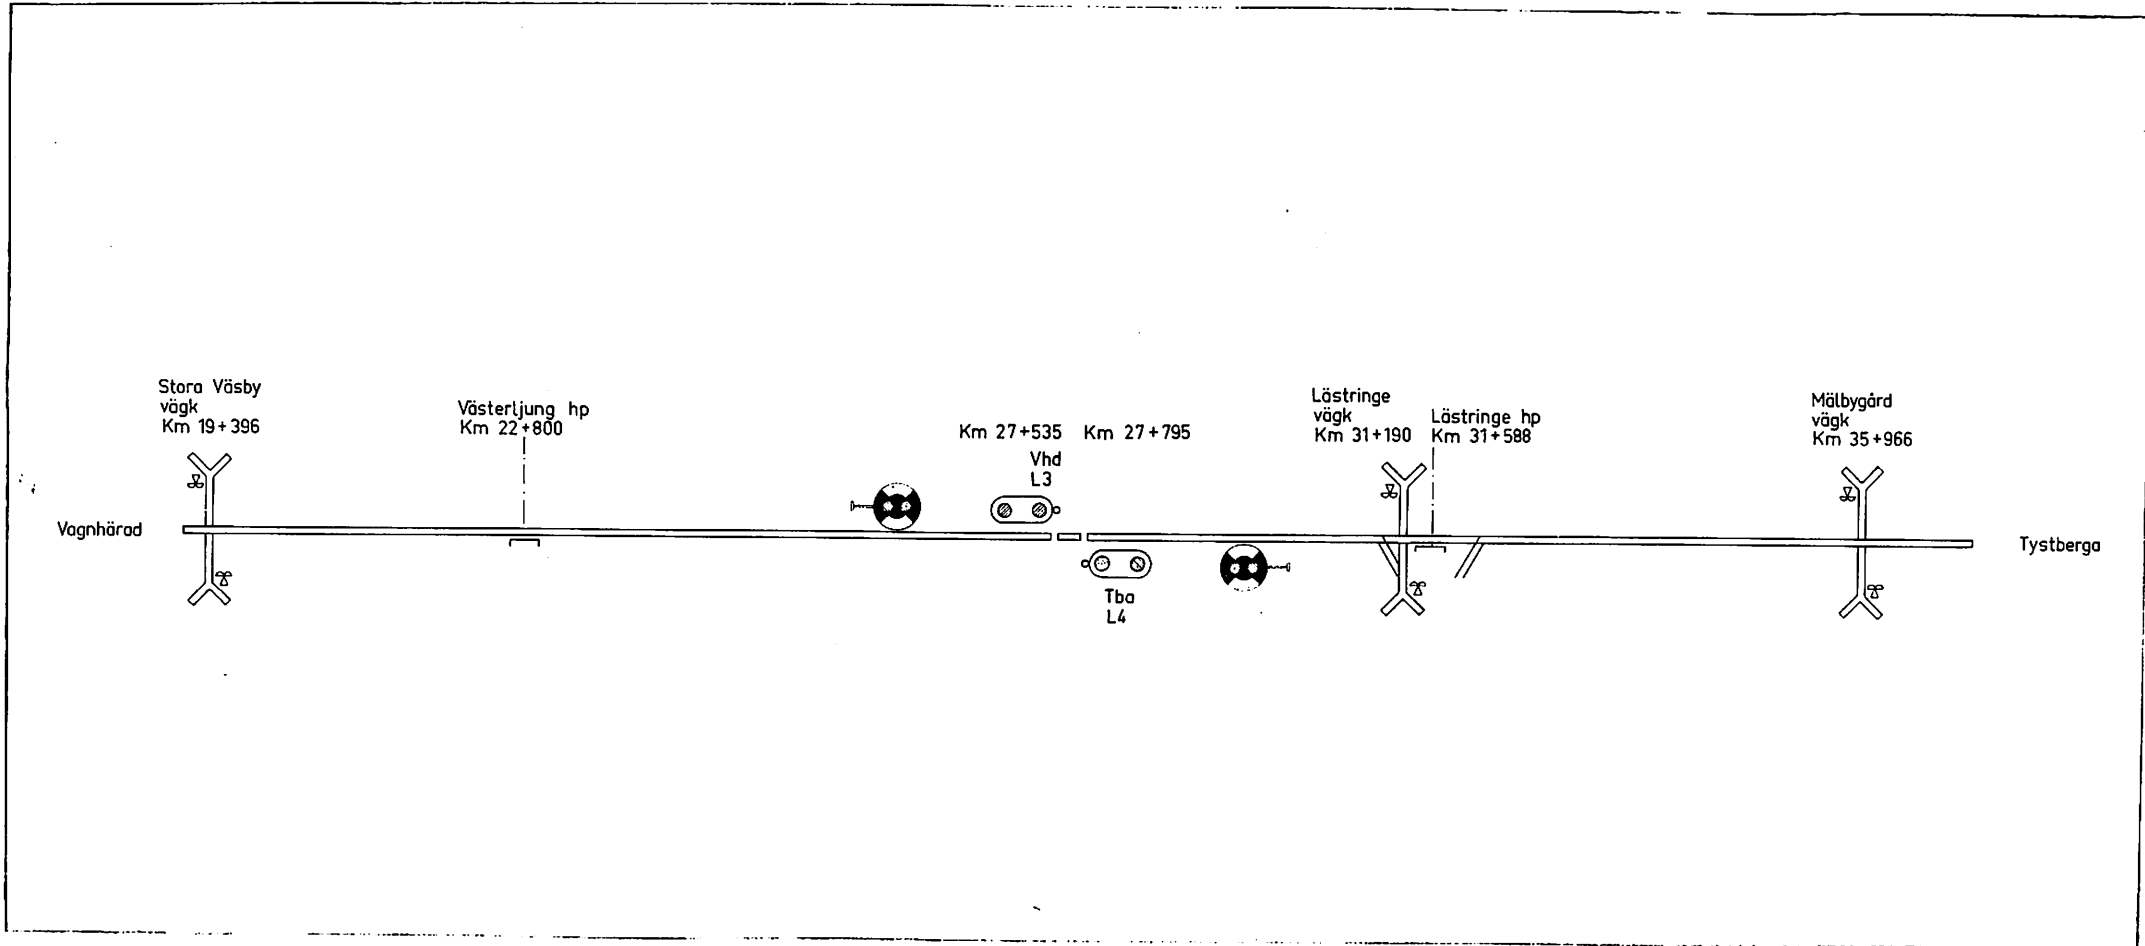 Stora Väsby
vägk
Km 19+396
Västerljung hp
Km 22+800
Km 27+535
Km 27+795
Vhd
L3
Lästringe
vägk
Km 31+190
Lästringe hp
Km 31+588
Mälbygård
vägk
Km 35+966
Vagnhärad
Tystberga
Tba
L4